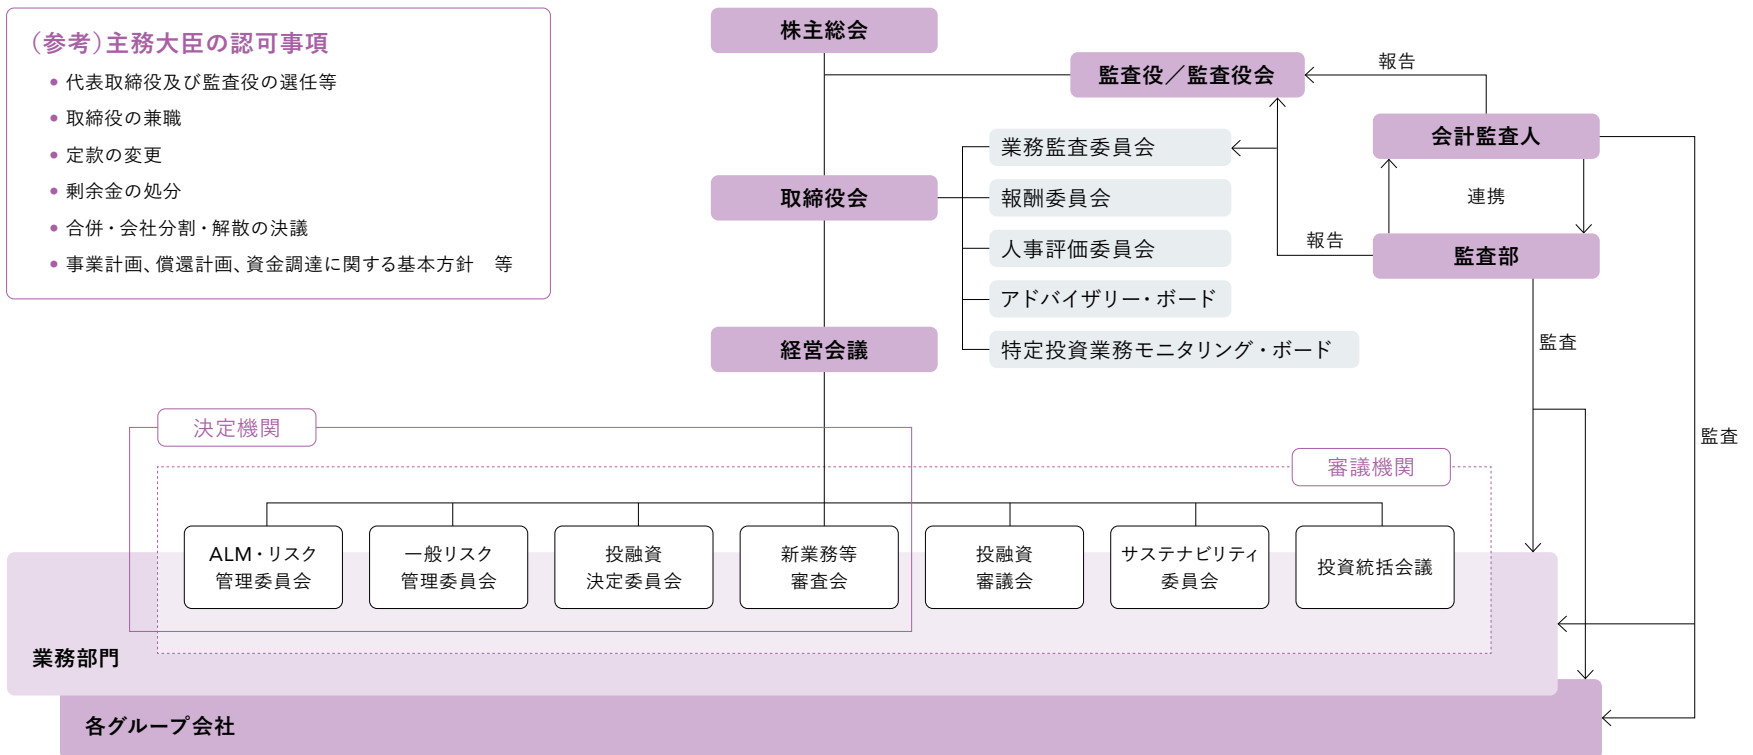 （参考）主務大臣の認可事項
• 代表取締役及び監査役の選任等
• 取締役の兼職
• 定款の変更
• 剰余金の処分
• 合併・会社分割・解散の決議
• 事業計画、償還計画、資金調達に関する基本方針　等
株主総会
監査役／監査役会
報告
会計監査人
業務監査委員会
取締役会
報酬委員会
連携
人事評価委員会
報告
監査部
アドバイザリー・ボード
経営会議
特定投資業務モニタリング・ボード
監査
監査
決定機関
審議機関
ALM・リスク
管理委員会
一般リスク
管理委員会
投融資
決定委員会
新業務等
審査会
投融資
審議会
サステナビリティ
委員会
投資統括会議
業務部門
各グループ会社